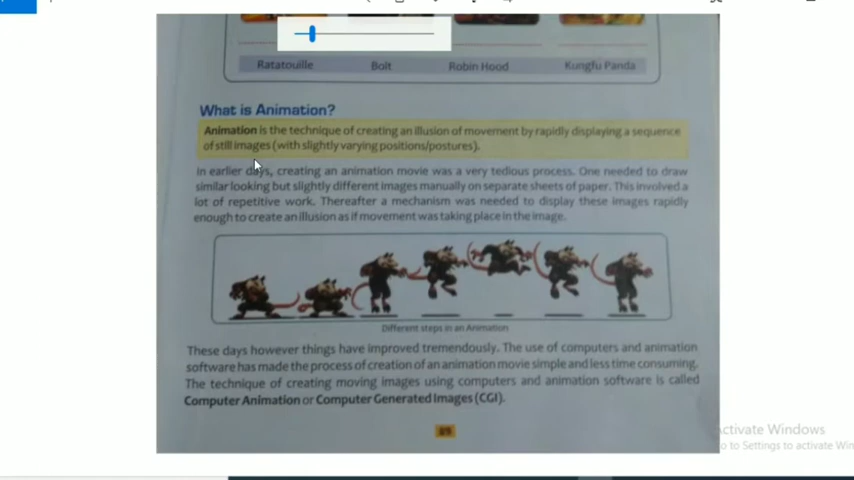 Ratatouille Bolt Robin Hood Kungfu Panda
What is Animation?
Animation is the technique of creating an illusion of movement by rapidly displaying a sequence
of still images (with slightly varying positions/postures).
In earlier days, creating an animation movie was a very tedious process. One needed to draw
similar looking but slightly different images manually on separate sheets of paper. This involved a
lot of repetitive work. Thereafter a mechanism was needed to display these images rapidly
enough to create an illusion as if movement was taking place in the image.
Different steps in an Animation
These days however things have improved tremendously. The use of computers and animation
software has made the process of creation of an animation movie simple and less time consuming.
The technique of creating moving images using computers and animation software is called
Computer Animation or Computer Generated Images (CGI).
89
Activate Windows
o to Settings to activate Win